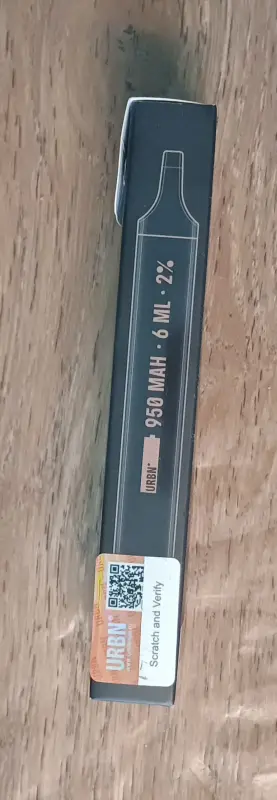 URBN
950 MAH · 6 ML · 2%
URBN
Scratch and Verify